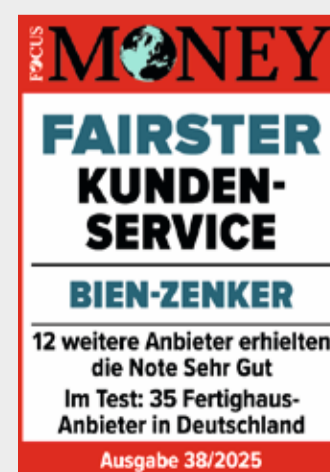 FOCUS
MONEY
FAIRSTER
KUNDEN-
SERVICE
BIEN-ZENKER
12 weitere Anbieter erhielten
die Note Sehr Gut
Im Test: 35 Fertighaus-
Anbieter in Deutschland
Ausgabe 38/2025